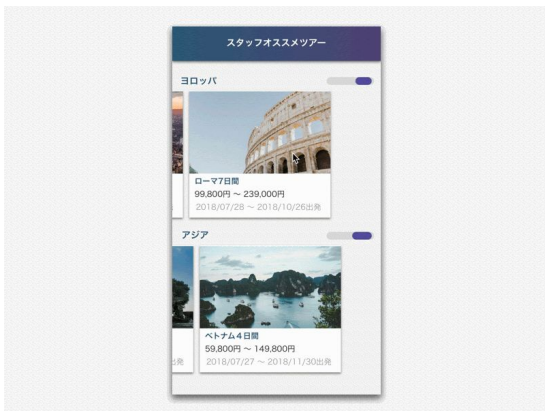 スタッフオススメツアー
ヨロッパ
ローマ7日間
99,800円 〜 239,000円
2018/07/28 〜 2018/10/26出発
アジア
ベトナム4日間
59,800円 〜 149,800円
出発
2018/07/27 〜 2018/11/30出発